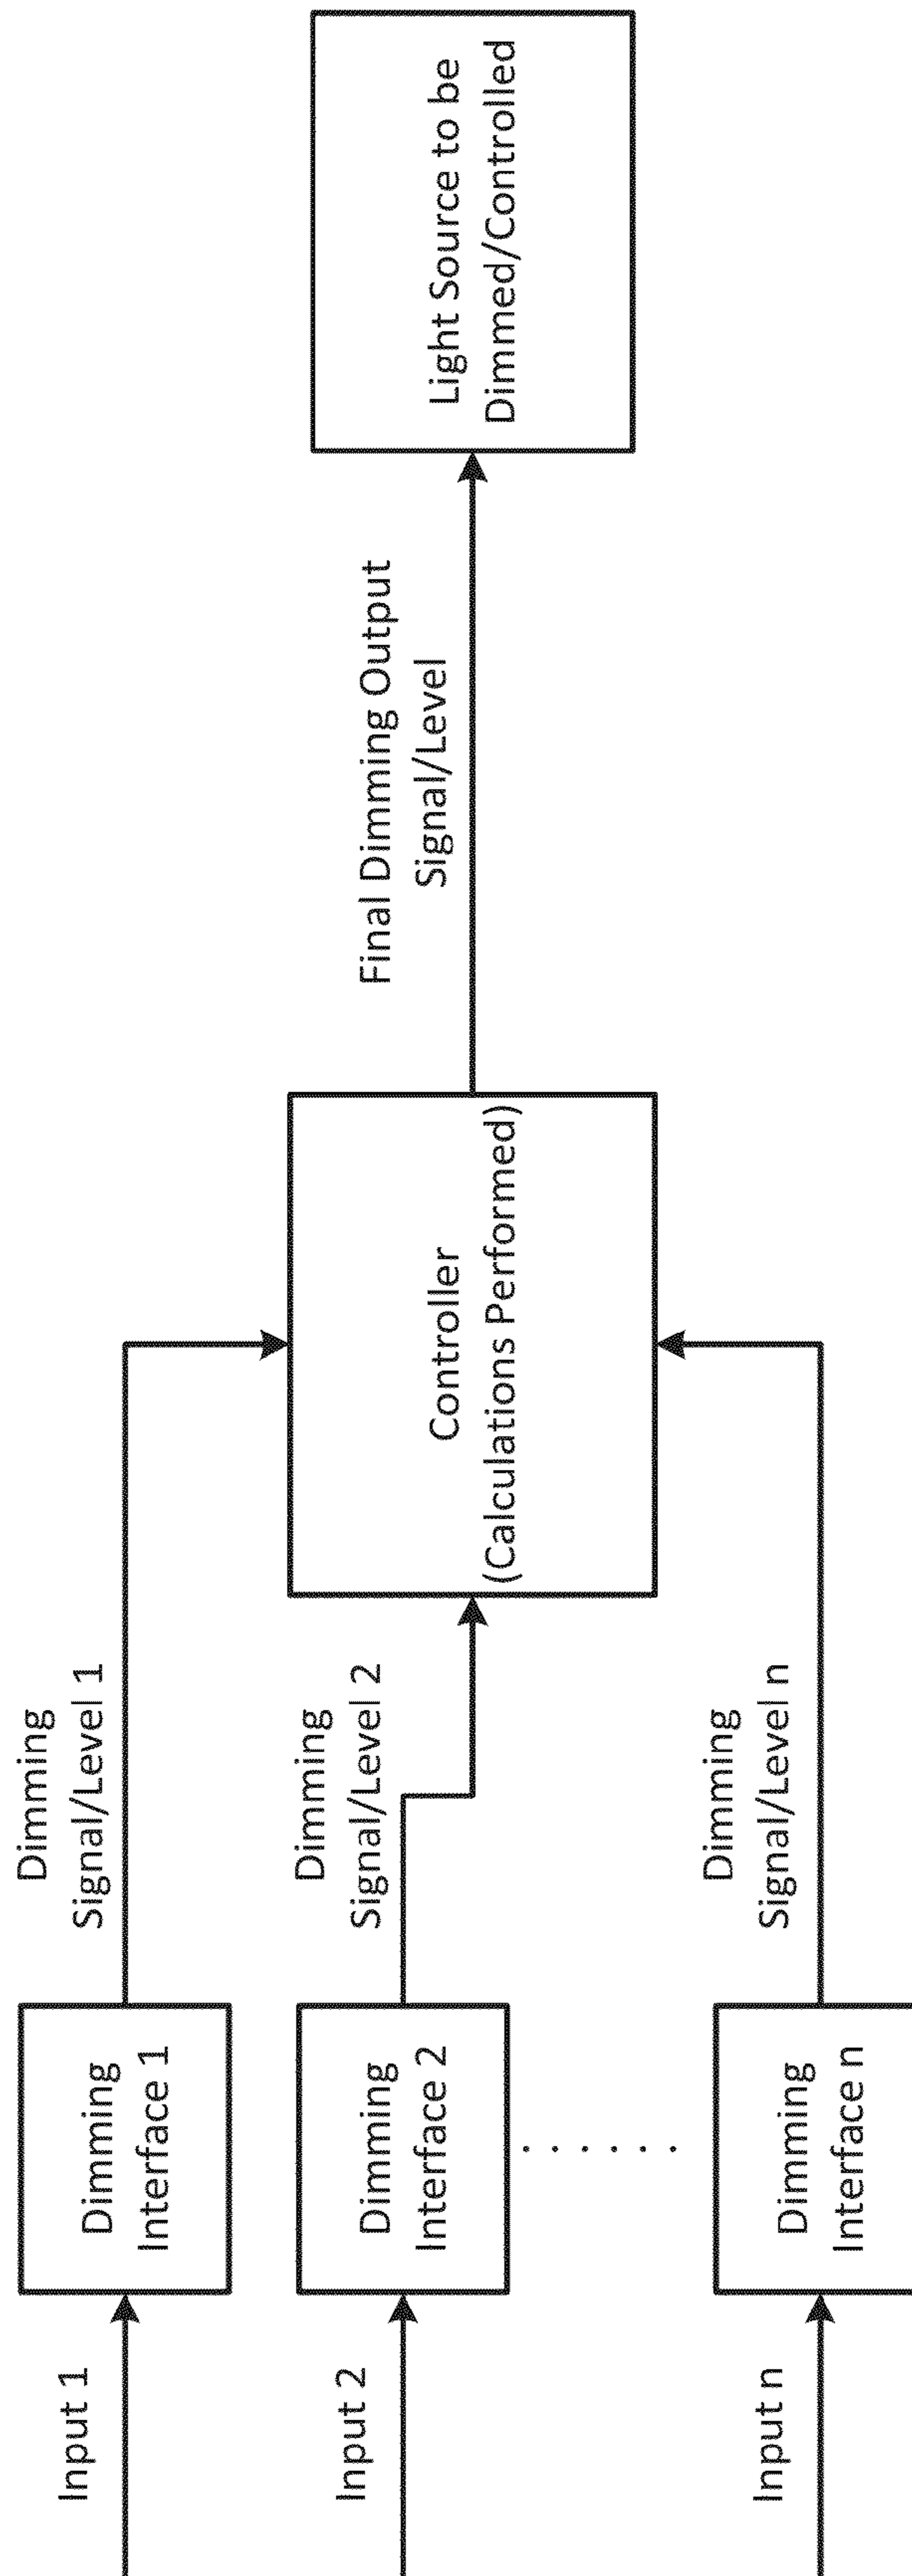 Input 1
Dimming
Interface 1
Dimming
Signal/Level 1
Input 2
Dimming
Interface 2
Dimming
Signal/Level 2
Input n
Dimming
Interface n
Dimming
Signal/Level n
Controller
(Calculations Performed)
Final Dimming Output
Signal/Level
Light Source to be
Dimmed/Controlled